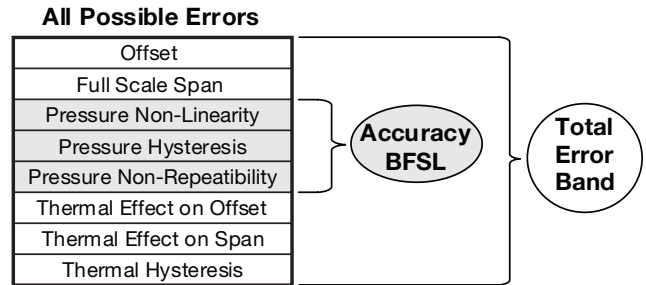 All Possible Errors
Offset
Full Scale Span
Pressure Non-Linearity
Pressure Hysteresis
Pressure Non-Repeatibility
Thermal Effect on Offset
Thermal Effect on Span
Thermal Hysteresis
Accuracy
BFSL
Total
Error
Band